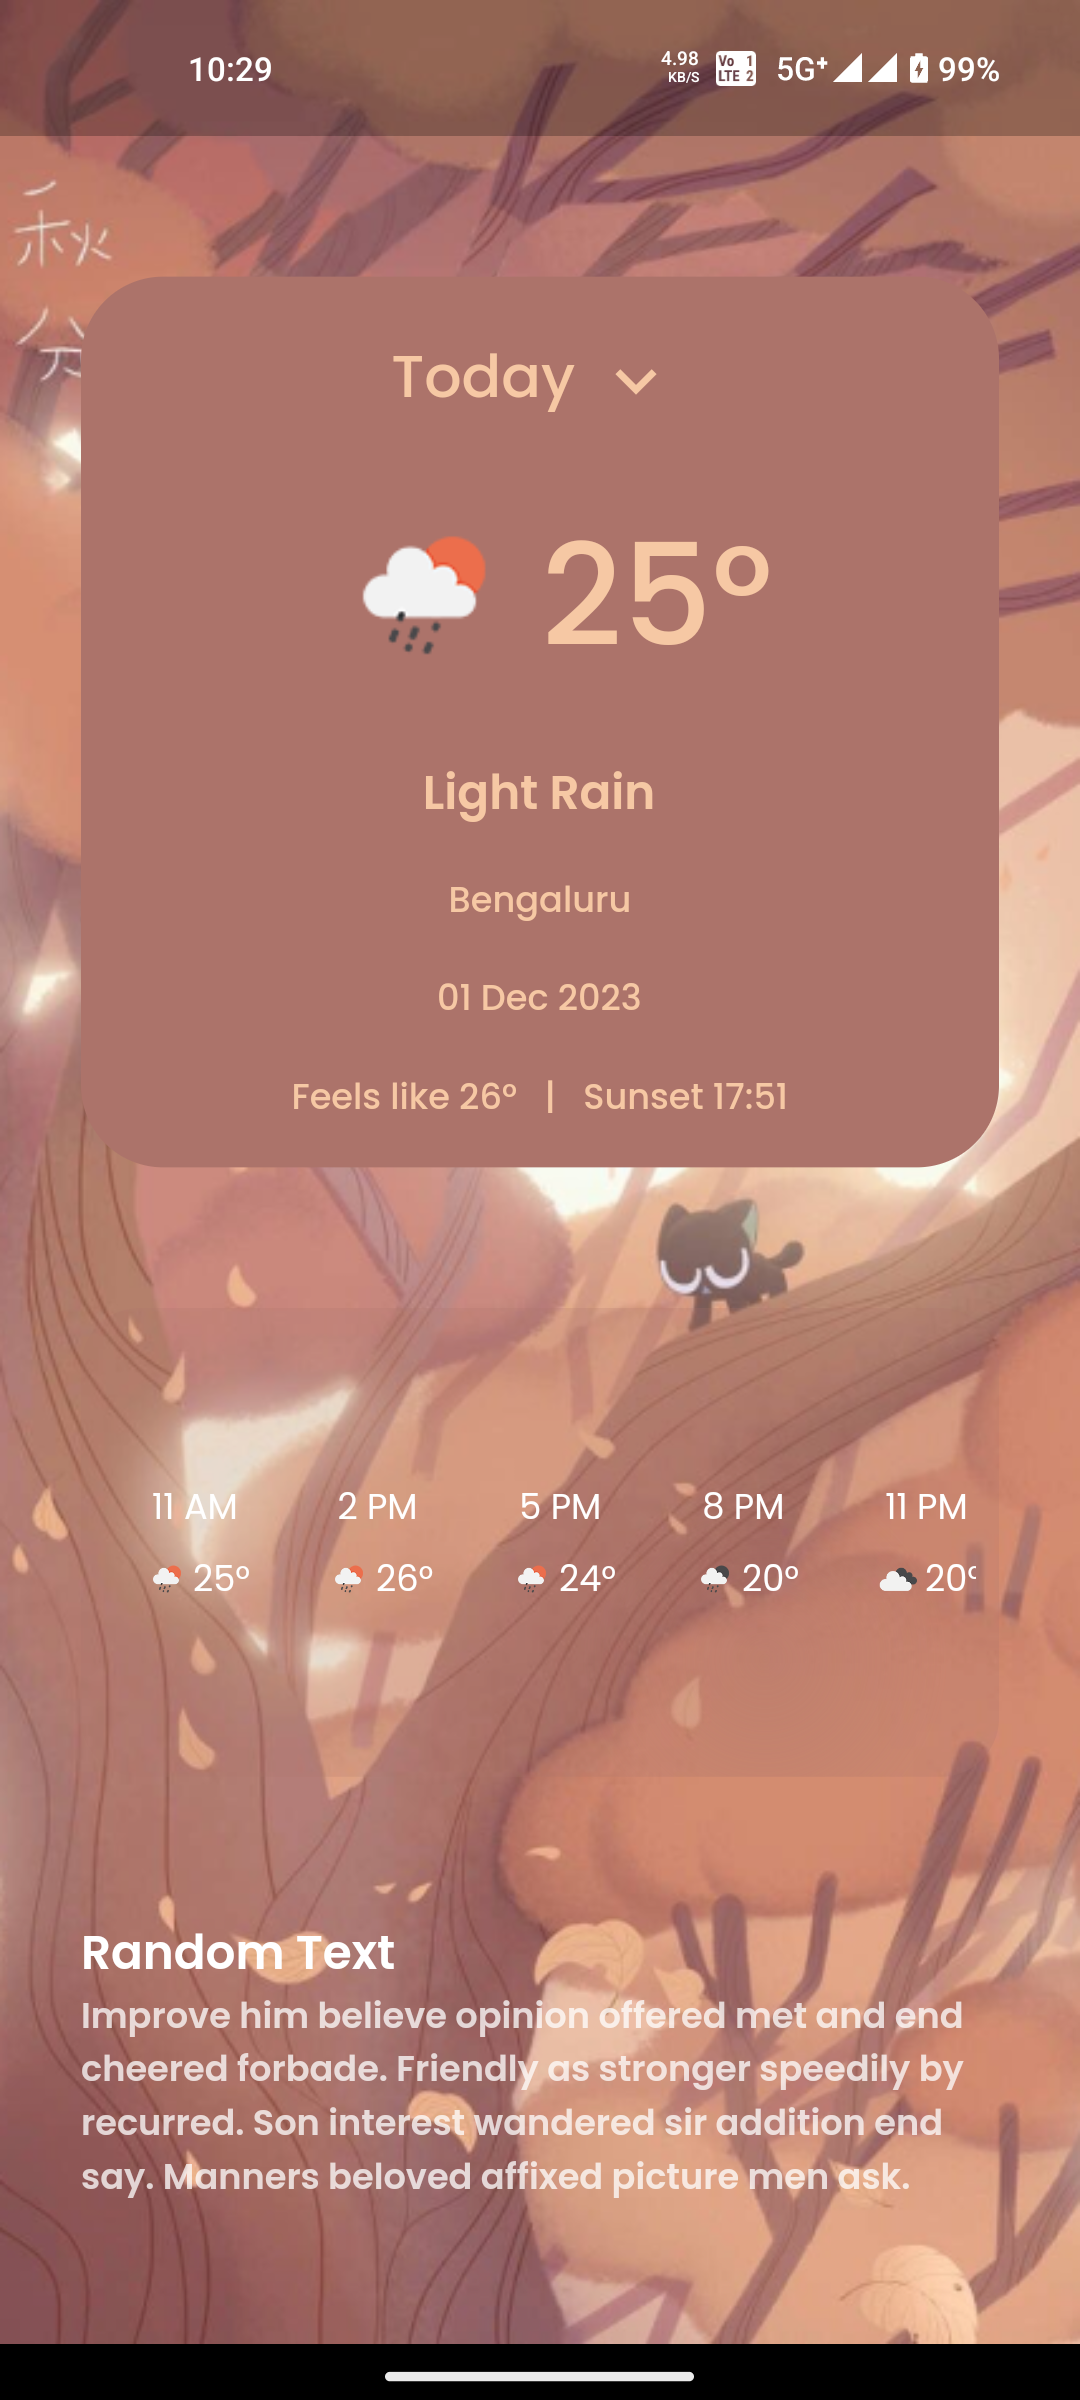 10:29 4.98 KB/S Vo LTE 1 2 5G+ 99%
秋
分
Today
25°
Light Rain
Bengaluru
01 Dec 2023
Feels like 26° | Sunset 17:51
11 AM 2 PM 5 PM 8 PM 11 PM
25° 26° 24° 20° 20°
Random Text
Improve him believe opinion offered met and end
cheered forbade. Friendly as stronger speedily by
recurred. Son interest wandered sir addition end
say. Manners beloved affixed picture men ask.